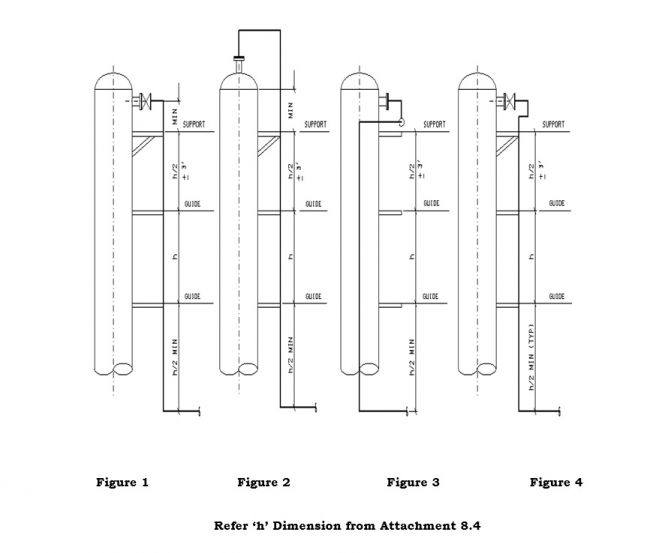 MIN
SUPPORT
h/2 ±3'
GUIDE
h
GUIDE
h/2 MIN
MIN
SUPPORT
h/2 ±3'
GUIDE
h
GUIDE
h/2 MIN
SUPPORT
h/2 ±3'
GUIDE
h
GUIDE
h/2 MIN
SUPPORT
h/2 ±3'
GUIDE
h
GUIDE
h/2 MIN (TYP)
Figure 1
Figure 2
Figure 3
Figure 4
Refer ‘h’ Dimension from Attachment 8.4